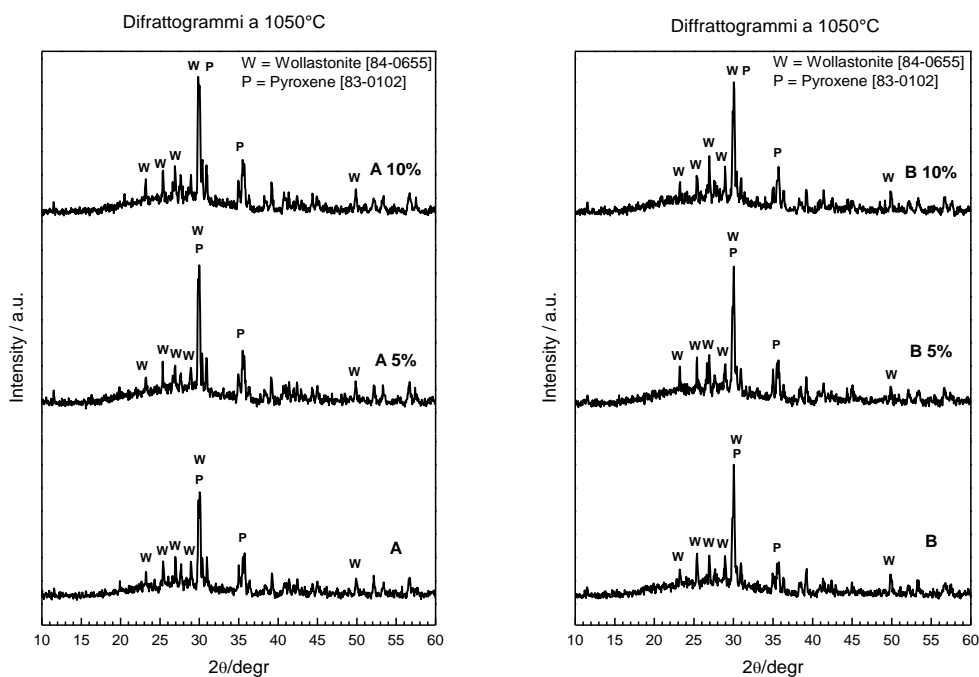 Difrattogrammi a 1050°C
W = Wollastonite [84-0655]
P = Pyroxene [83-0102]
W P
W W W
P
A 10%
W
W
P
W W W W
P
A 5%
W
W
P
W W W W
P
A
W
10 15 20 25 30 35 40 45 50 55 60
2θ/degr
Intensity / a.u.
Diffrattogrammi a 1050°C
W = Wollastonite [84-0655]
P = Pyroxene [83-0102]
W P
W W W W
P
B 10%
W
W
P
W W W W
P
B 5%
W
W
P
W W W W
P
B
W
10 15 20 25 30 35 40 45 50 55 60
2θ/degr
Intensity / a.u.